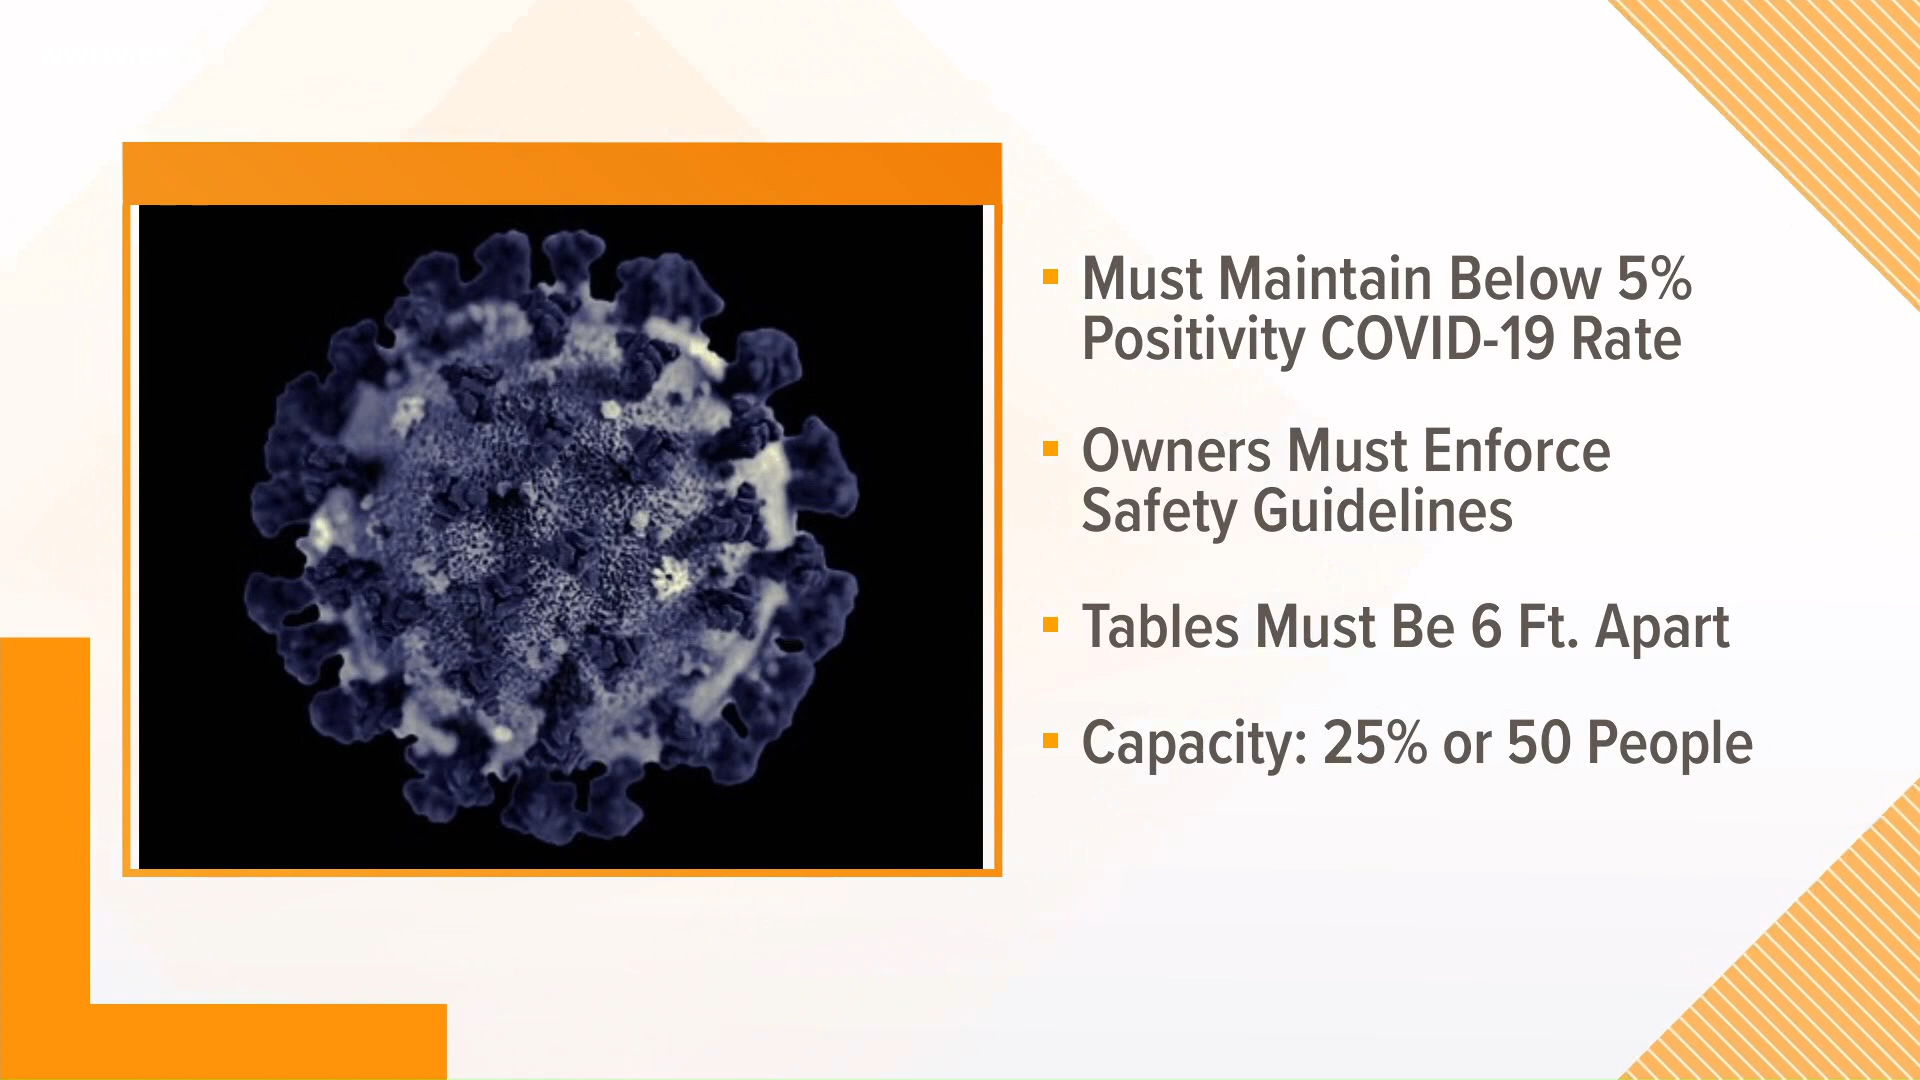 Must Maintain Below 5%
Positivity COVID-19 Rate
Owners Must Enforce
Safety Guidelines
Tables Must Be 6 Ft. Apart
Capacity: 25% or 50 People